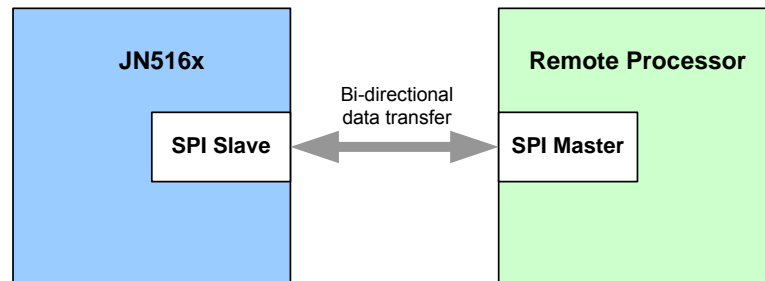 JN516x
Remote Processor
Bi-directional
data transfer
SPI Slave
SPI Master